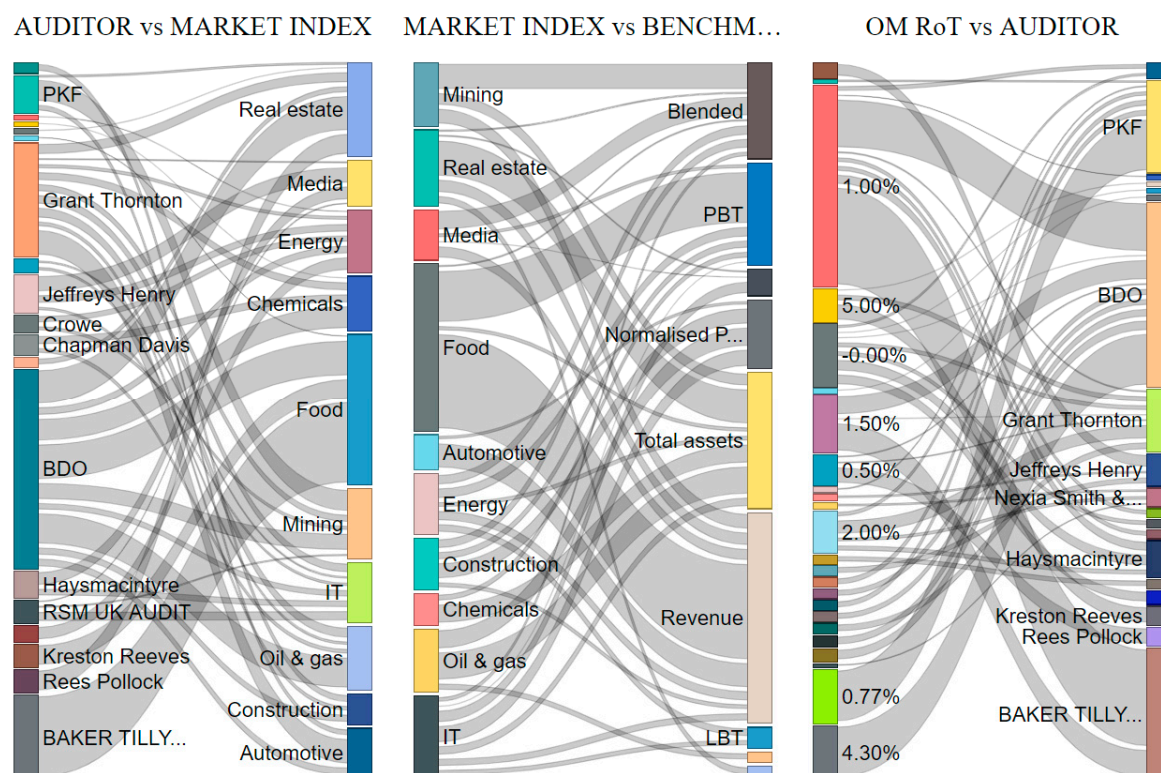 AUDITOR vs MARKET INDEX
PKF
Grant Thornton
Jeffreys Henry
Crowe
Chapman Davis
BDO
Haysmacintyre
RSM UK AUDIT
Kreston Reeves
Rees Pollock
BAKER TILLY...
Real estate
Media
Energy
Chemicals
Food
Mining
IT
Oil & gas
Construction
Automotive
MARKET INDEX vs BENCHM...
Mining
Real estate
Media
Food
Automotive
Energy
Construction
Chemicals
Oil & gas
IT
Blended
PBT
Normalised P...
Total assets
Revenue
LBT
OM RoT vs AUDITOR
1.00%
5.00%
-0.00%
1.50%
0.50%
2.00%
0.77%
4.30%
PKF
BDO
Grant Thornton
Jeffreys Henry
Nexia Smith &...
Haysmacintyre
Kreston Reeves
Rees Pollock
BAKER TILLY...